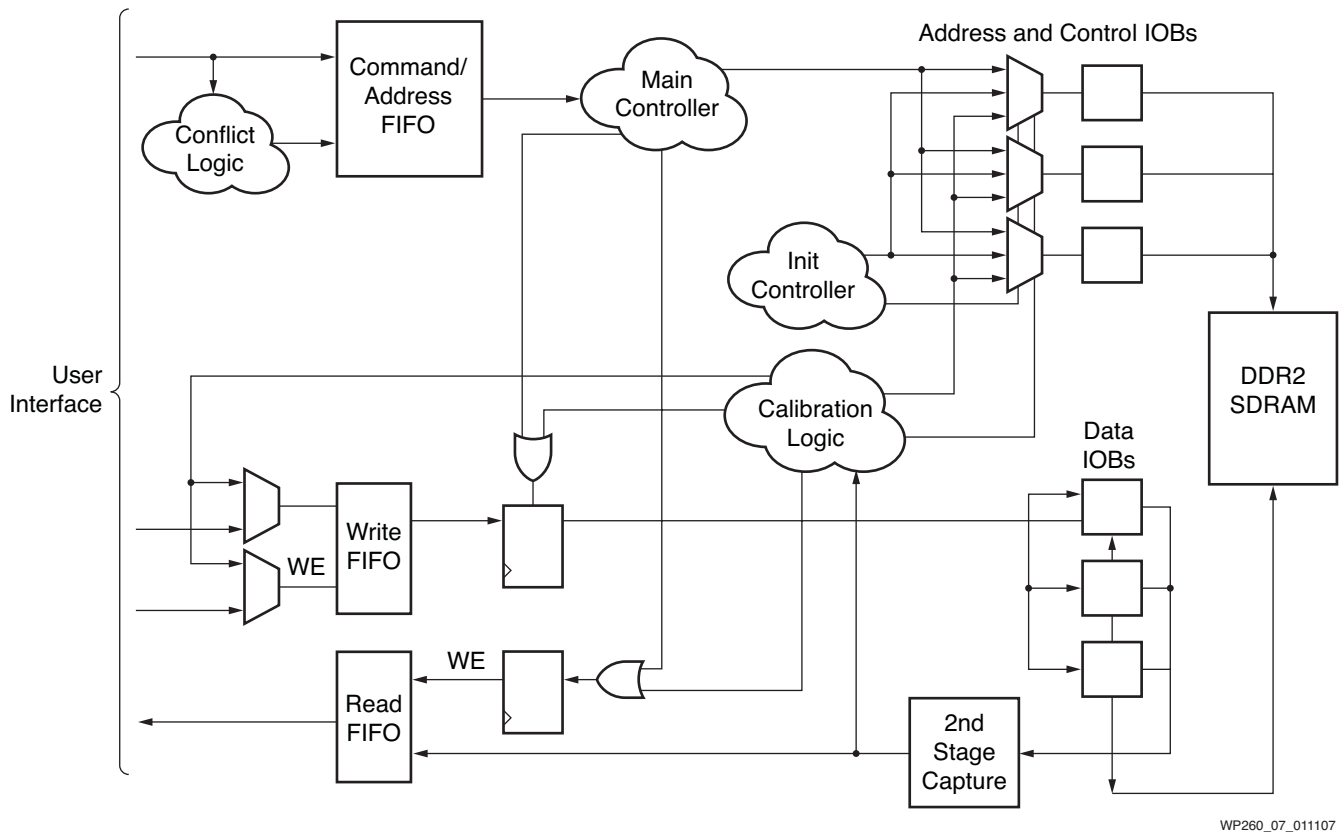 Address and Control IOBs
Command/
Address
FIFO
Main
Controller
Conflict
Logic
Init
Controller
User
Interface
Calibration
Logic
DDR2
SDRAM
Data
IOBs
Write
FIFO
WE
WE
Read
FIFO
2nd
Stage
Capture
WP260_07_011107